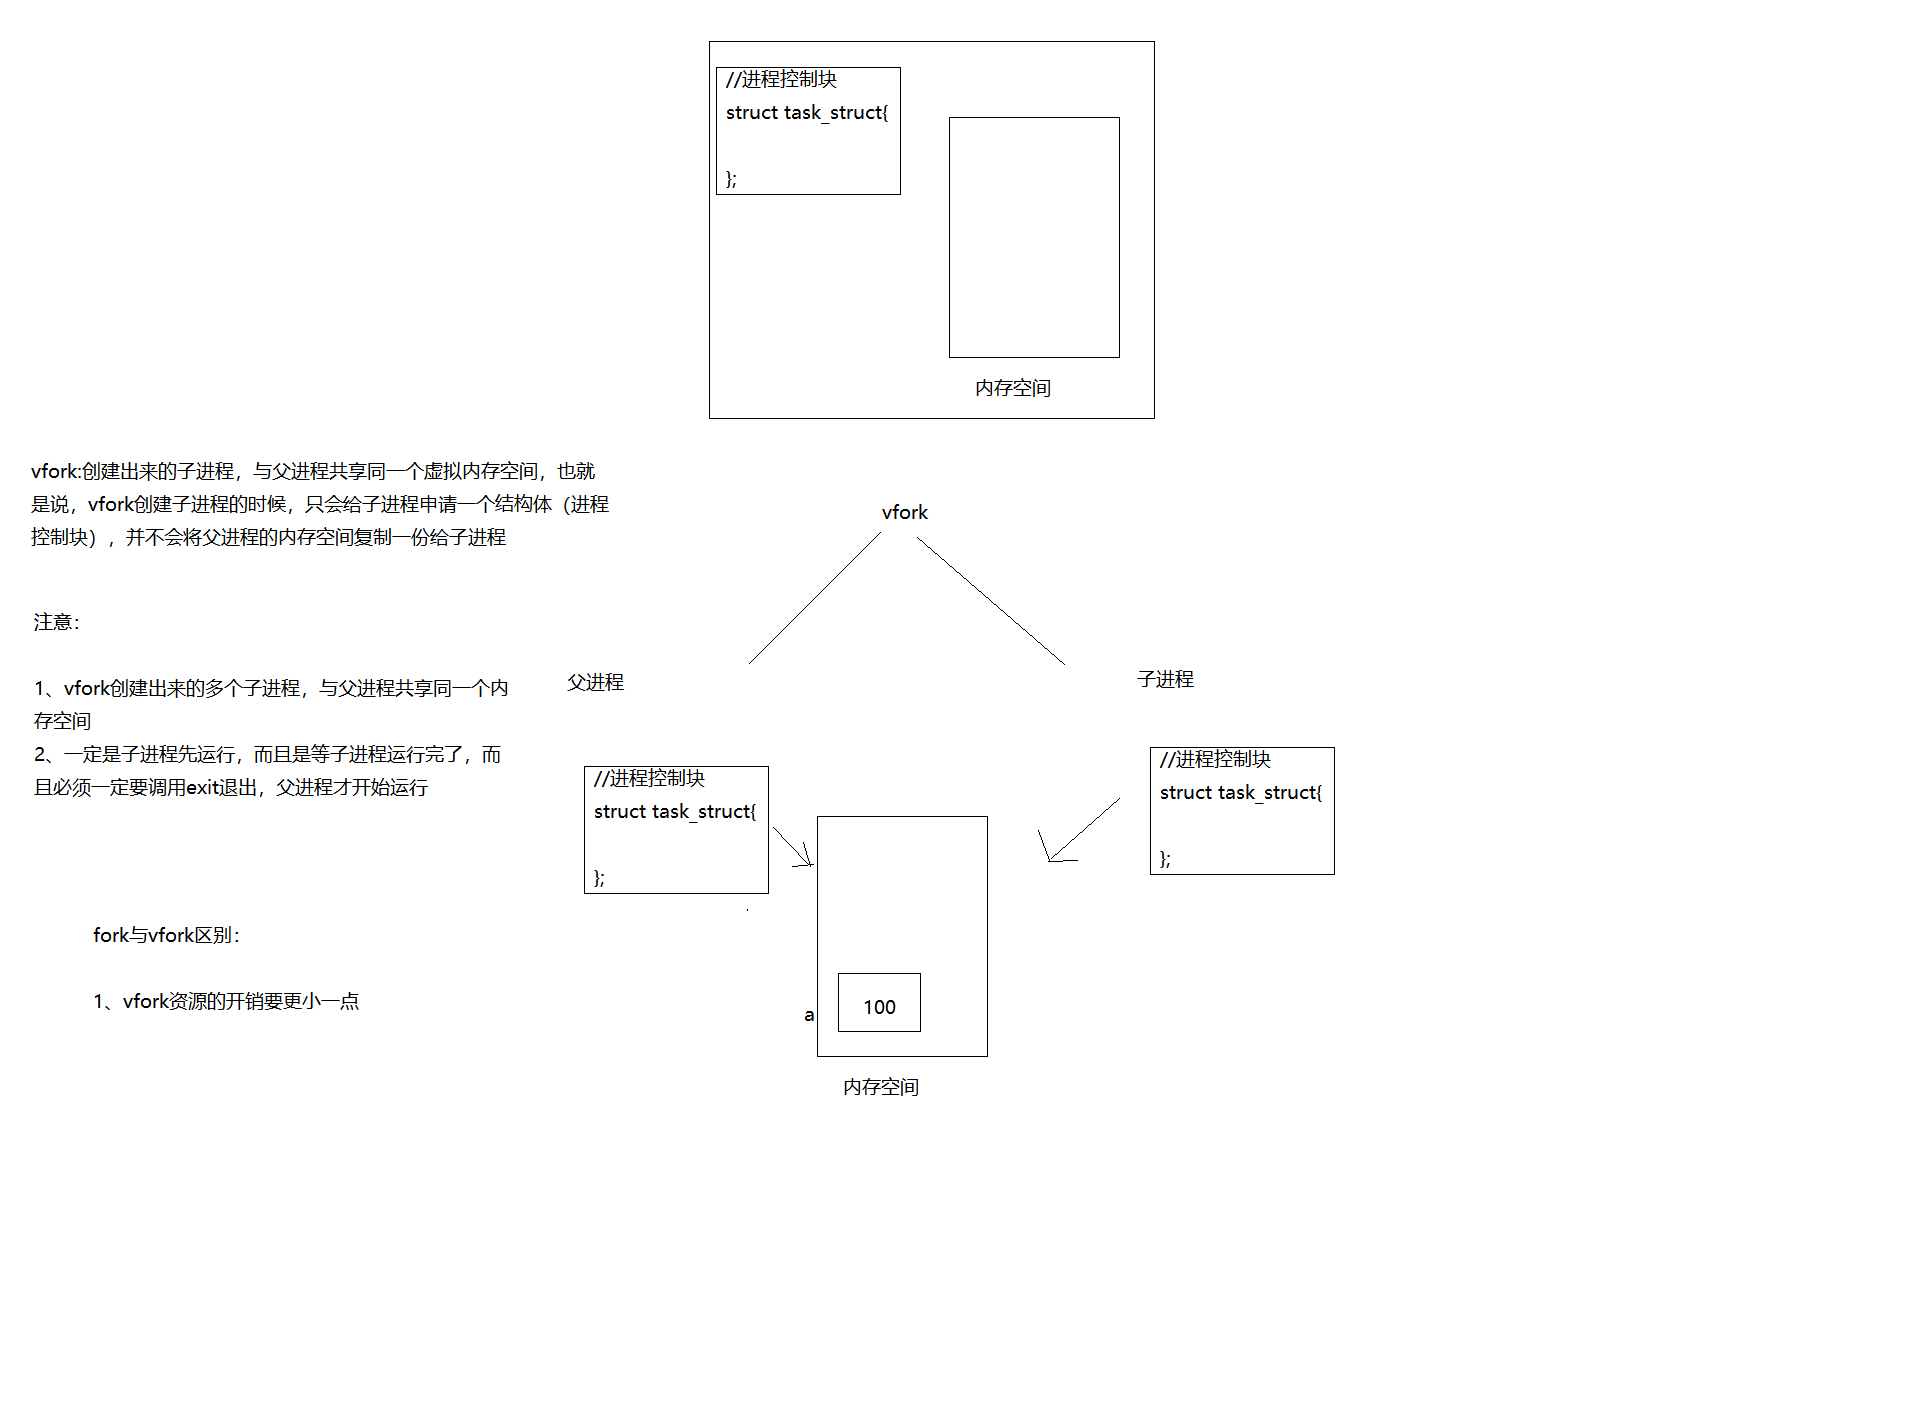 //进程控制块
struct task_struct{
};
内存空间
vfork:创建出来的子进程，与父进程共享同一个虚拟内存空间，也就
是说，vfork创建子进程的时候，只会给子进程申请一个结构体（进程
控制块），并不会将父进程的内存空间复制一份给子进程
vfork
注意：
1、vfork创建出来的多个子进程，与父进程共享同一个内
存空间
2、一定是子进程先运行，而且是等子进程运行完了，而
且必须一定要调用exit退出，父进程才开始运行
父进程
子进程
//进程控制块
struct task_struct{
};
//进程控制块
struct task_struct{
};
fork与vfork区别：
1、vfork资源的开销要更小一点
a
100
内存空间